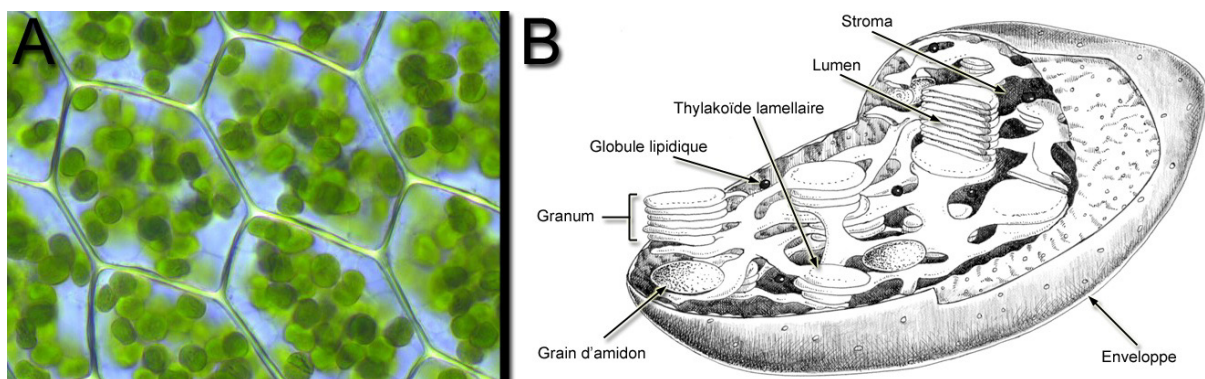 A
B
Stroma
Lumen
Thylakoïde lamellaire
Globule lipidique
Granum
Grain d'amidon
Enveloppe